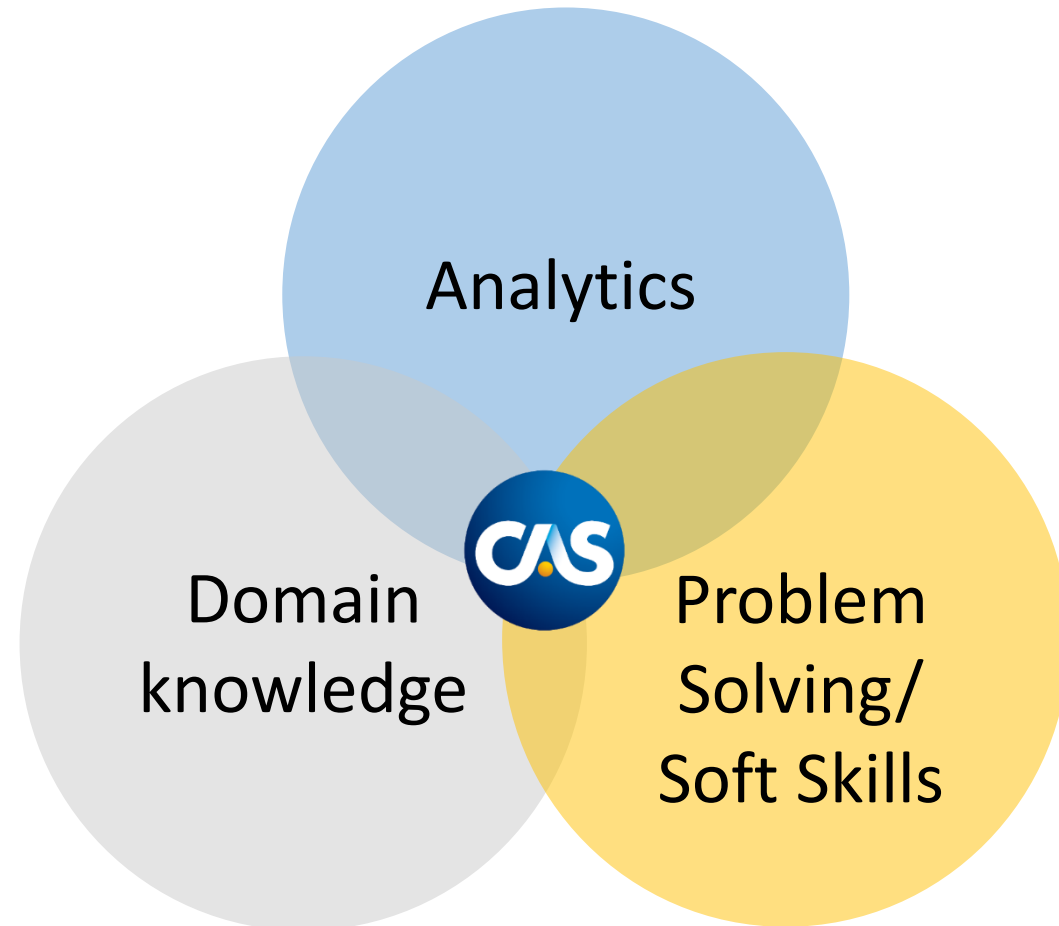 Analytics
CAS
Domain
knowledge
Problem
Solving/
Soft Skills